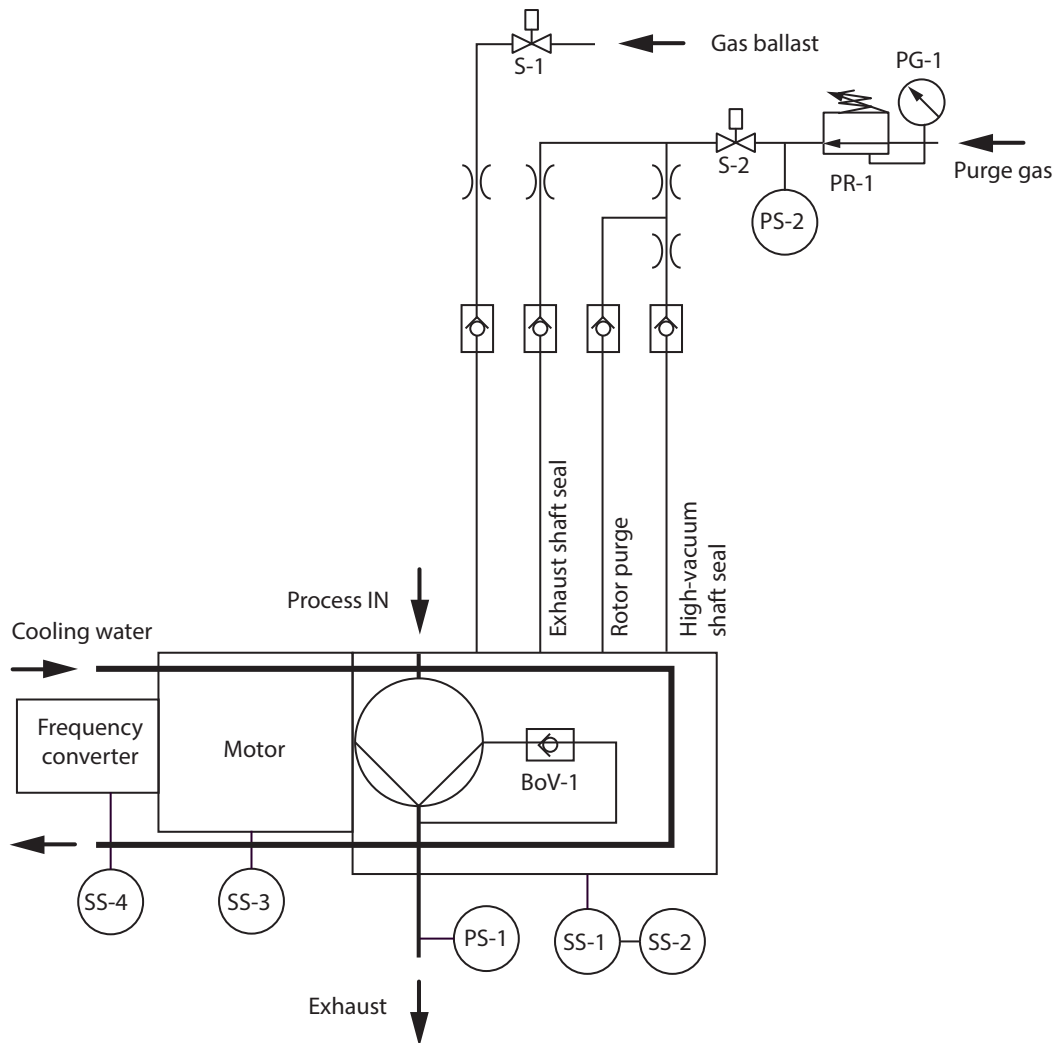 Gas ballast
S-1
PG-1
S-2
PR-1
Purge gas
PS-2
Exhaust shaft seal
Rotor purge
High-vacuum
shaft seal
Process IN
Cooling water
Frequency
converter
Motor
BoV-1
SS-4
SS-3
PS-1
SS-1
SS-2
Exhaust